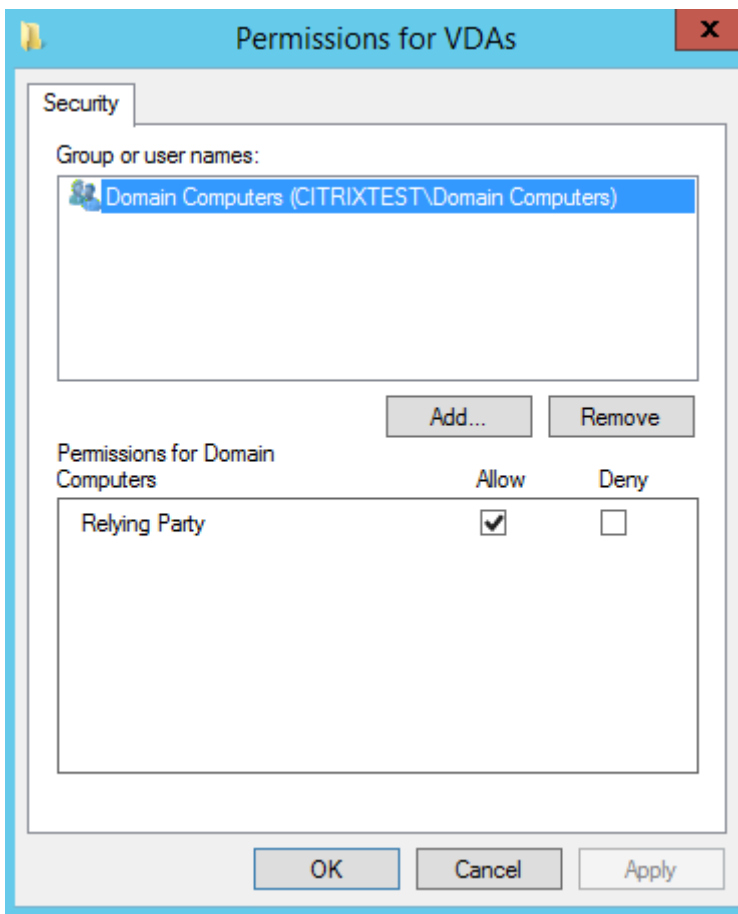 Permissions for VDAs
x
Security
Group or user names:
Domain Computers (CITRIXTEST\Domain Computers)
Add... Remove
Permissions for Domain
Computers Allow Deny
Relying Party
OK Cancel Apply